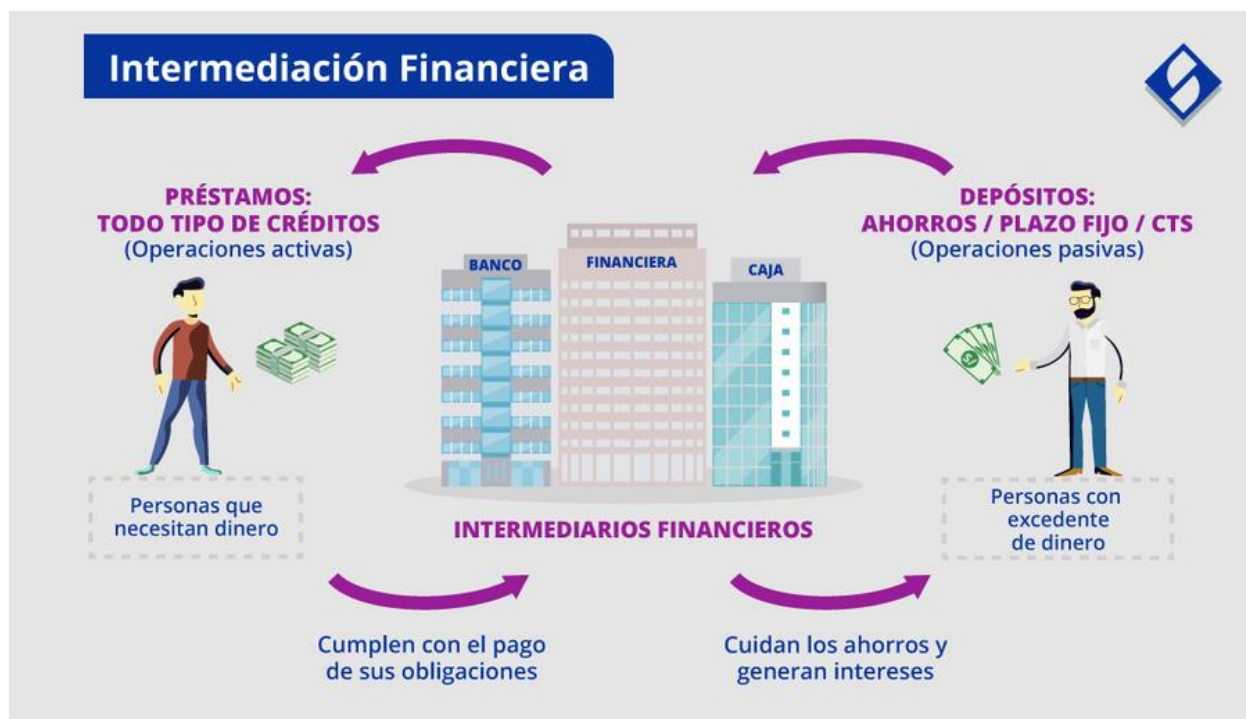 Intermediación Financiera
PRÉSTAMOS:
TODO TIPO DE CRÉDITOS
(Operaciones activas)
DEPÓSITOS:
AHORROS / PLAZO FIJO / CTS
(Operaciones pasivas)
BANCO
FINANCIERA
CAJA
Personas que
necesitan dinero
INTERMEDIARIOS FINANCIEROS
Personas con
excedente
de dinero
Cumplen con el pago
de sus obligaciones
Cuidan los ahorros y
generan intereses